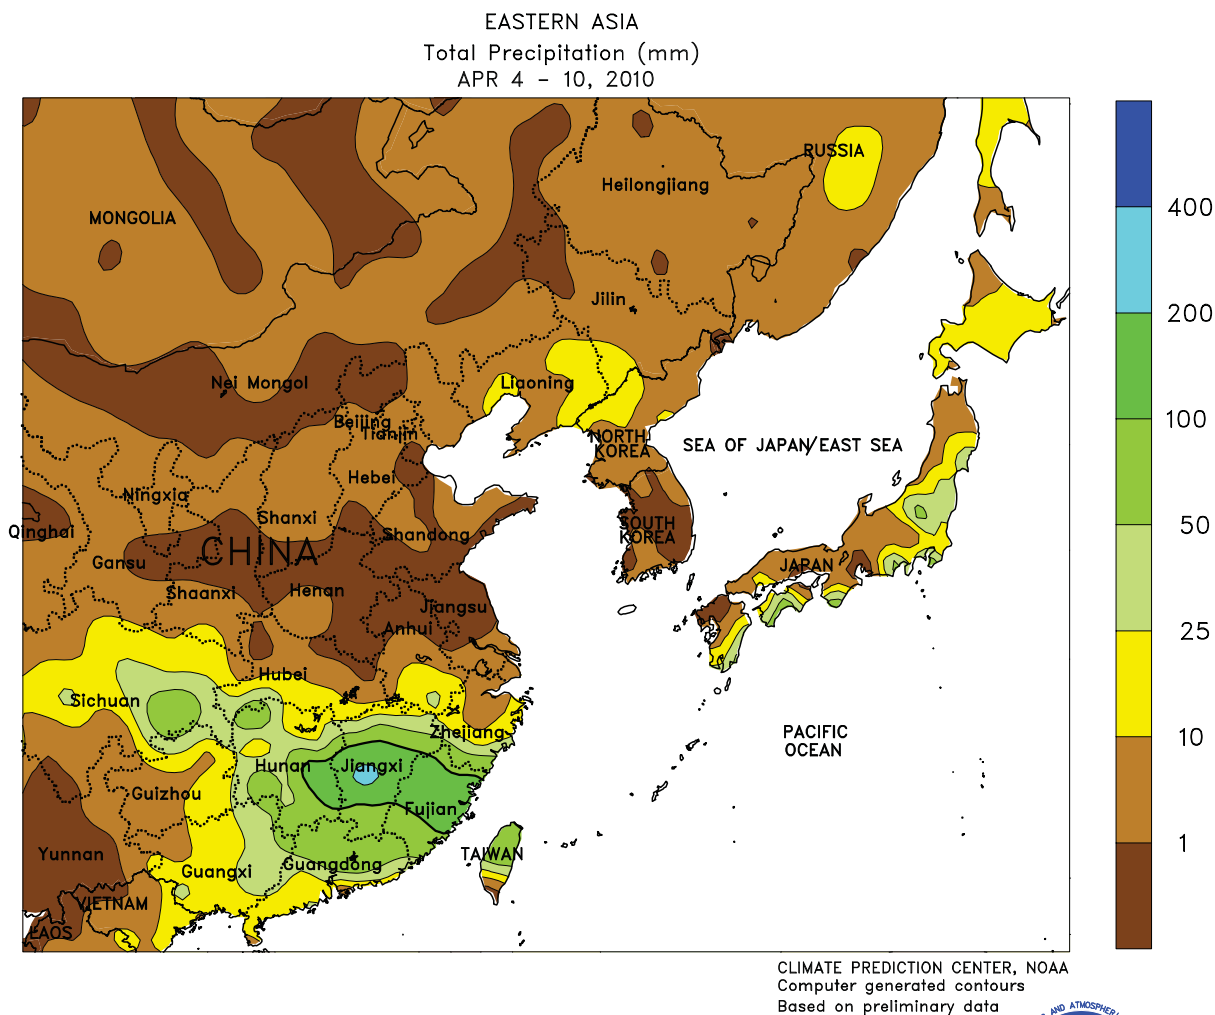 EASTERN ASIA
Total Precipitation (mm)
APR 4 - 10, 2010
RUSSIA
Heilongjiang
400
MONGOLIA
Jilin
200
Nei Mongol
Liaoning
Beijing
Tianjin
100
NORTH
KOREA
SEA OF JAPAN/EAST SEA
Hebei
Ningxia
Shanxi
50
SOUTH
KOREA
Qinghai
Shandong
CHINA
Gansu
JAPAN
Shaanxi
Henan
Jiangsu
Anhui
25
Hubei
Sichuan
Zhejiang
PACIFIC
OCEAN
10
Hunan
Jiangxi
Guizhou
Fujian
1
Yunnan
TAIWAN
Guangxi
Guangdong
VIETNAM
LAOS
CLIMATE PREDICTION CENTER, NOAA
Computer generated contours
Based on preliminary data
AND ATMOSPHER